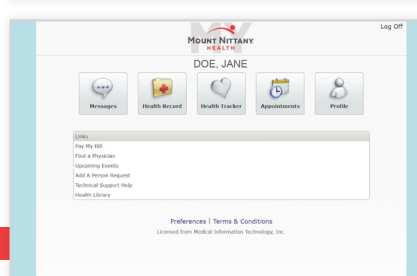 Log Off
MY
MOUNT NITTANY
HEALTH
DOE, JANE
Messages
Health Record
Health Tracker
Appointments
Profile
Links
Pay My Bill
Find a Physician
Upcoming Events
Add A Person Request
Technical Support Help
Health Library
Preferences | Terms & Conditions
Licensed from Medical Information Technology, Inc.